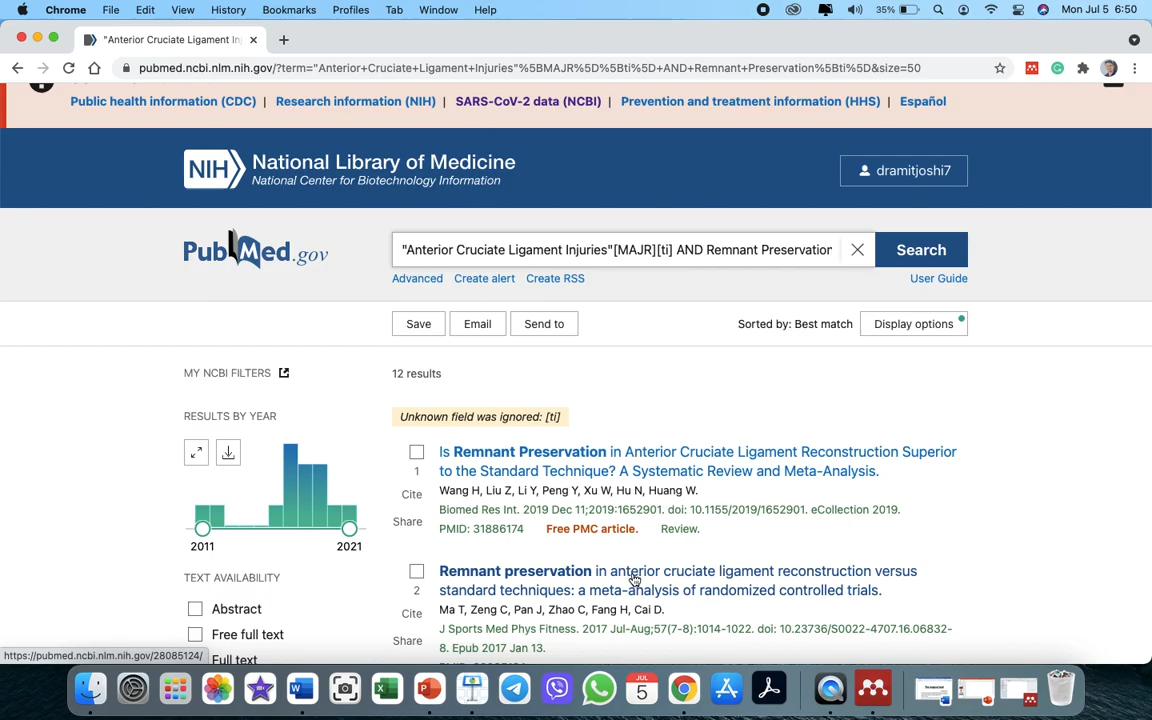 Chrome File Edit View History Bookmarks Profiles Tab Window Help 35% Mon Jul 5 6:50
"Anterior Cruciate Ligament In
pubmed.ncbi.nlm.nih.gov/?term="Anterior+Cruciate+Ligament+Injuries"%5BMAJR%5D%5Bti%5D+AND+Remnant+Preservation%5Bti%5D&size=50
Public health information (CDC) | Research information (NIH) | SARS-CoV-2 data (NCBI) | Prevention and treatment information (HHS) | Español
NIH National Library of Medicine
National Center for Biotechnology Information
dramitjoshi7
PubMed.gov
"Anterior Cruciate Ligament Injuries"[MAJR][ti] AND Remnant Preservation
Search
Advanced Create alert Create RSS User Guide
Save Email Send to Sorted by: Best match Display options
MY NCBI FILTERS 12 results
RESULTS BY YEAR
Unknown field was ignored: [ti]
2011 2021
1
Cite
Share
Is Remnant Preservation in Anterior Cruciate Ligament Reconstruction Superior
to the Standard Technique? A Systematic Review and Meta-Analysis.
Wang H, Liu Z, Li Y, Peng Y, Xu W, Hu N, Huang W.
Biomed Res Int. 2019 Dec 11;2019:1652901. doi: 10.1155/2019/1652901. eCollection 2019.
PMID: 31886174 Free PMC article. Review.
TEXT AVAILABILITY
Abstract
Free full text
Full text
2
Cite
Share
Remnant preservation in anterior cruciate ligament reconstruction versus
standard techniques: a meta-analysis of randomized controlled trials.
Ma T, Zeng C, Pan J, Zhao C, Fang H, Cai D.
J Sports Med Phys Fitness. 2017 Jul-Aug;57(7-8):1014-1022. doi: 10.23736/S0022-4707.16.06832-
8. Epub 2017 Jan 13.
https://pubmed.ncbi.nlm.nih.gov/28085124/
JUL
5